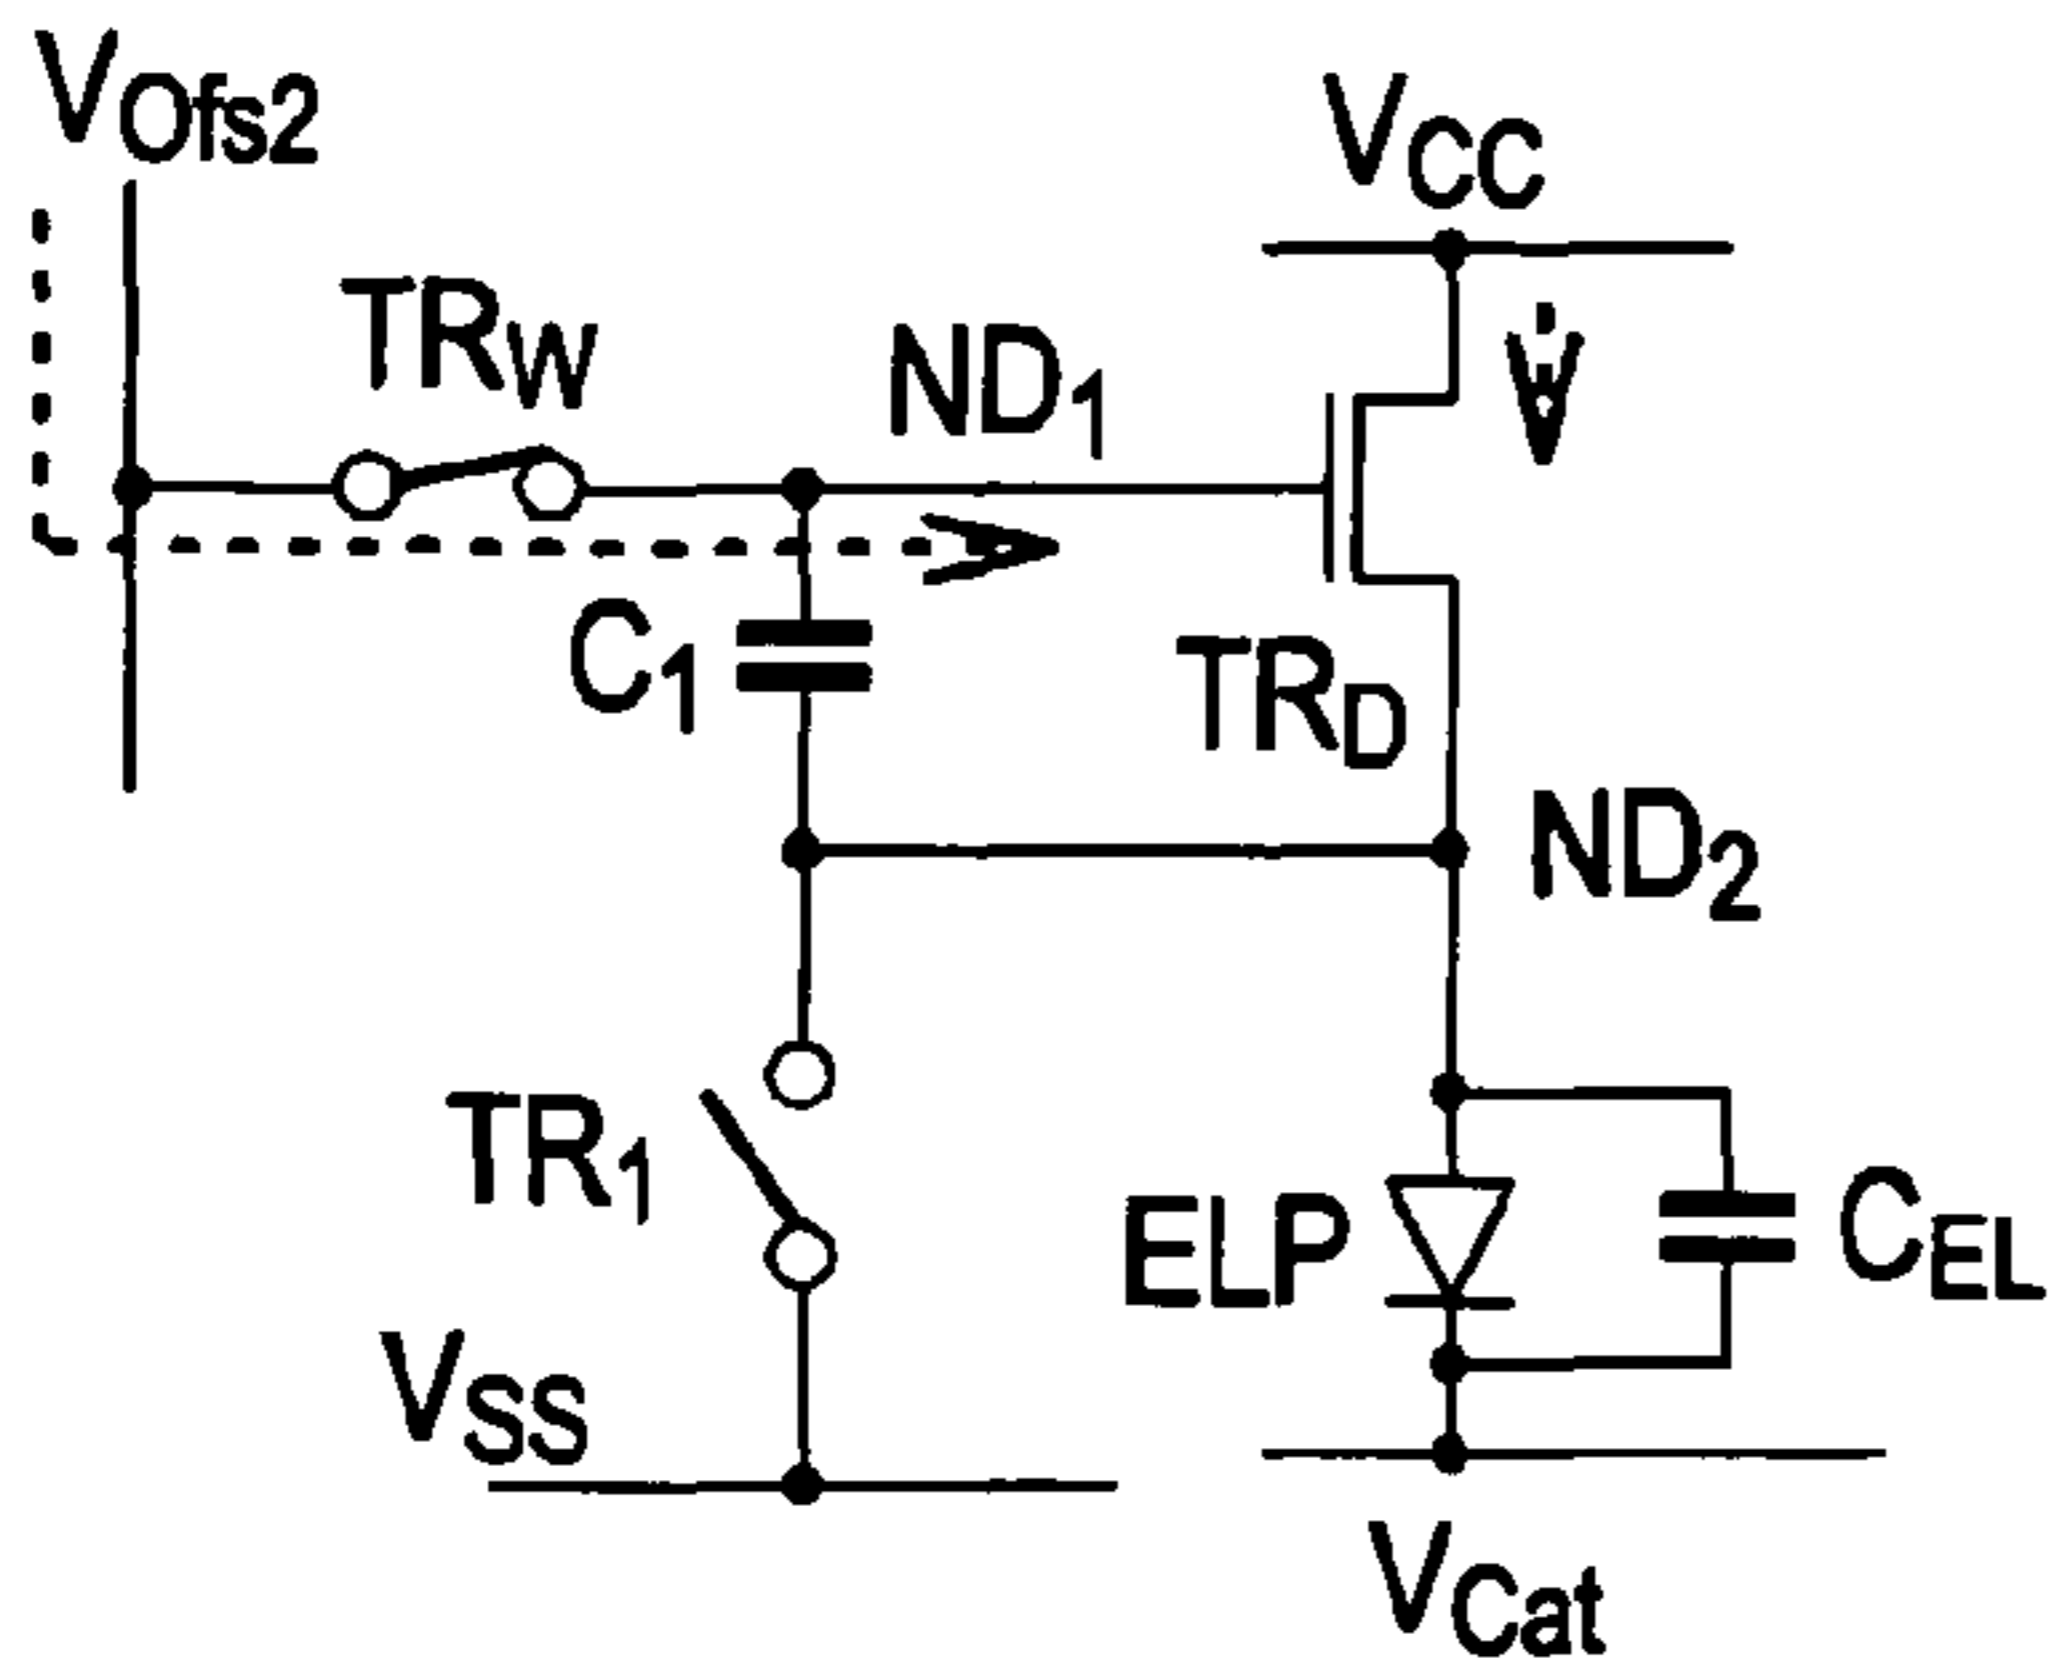 VOfs2
VCC
TRW
ND1
C1
TRD
ND2
TR1
ELP
CEL
VSS
VCat